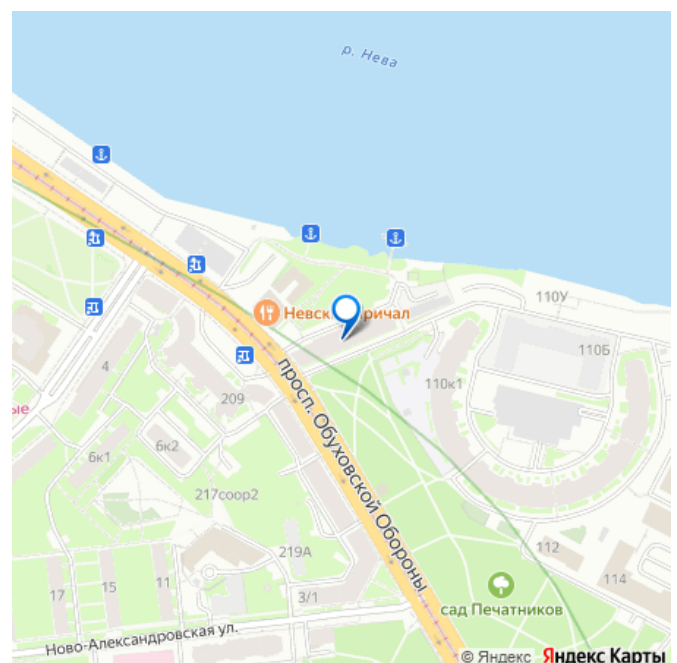 р. Нева
110У
Невск
ричал
110Б
4
110к1
209
ые
6к2
6к1
просп. Обуховской Обороны
217соор2
219А
112
17
15
11
114
3/1
сад Печатников
Ново-Александровская ул.
© Яндекс Яндекс Карты